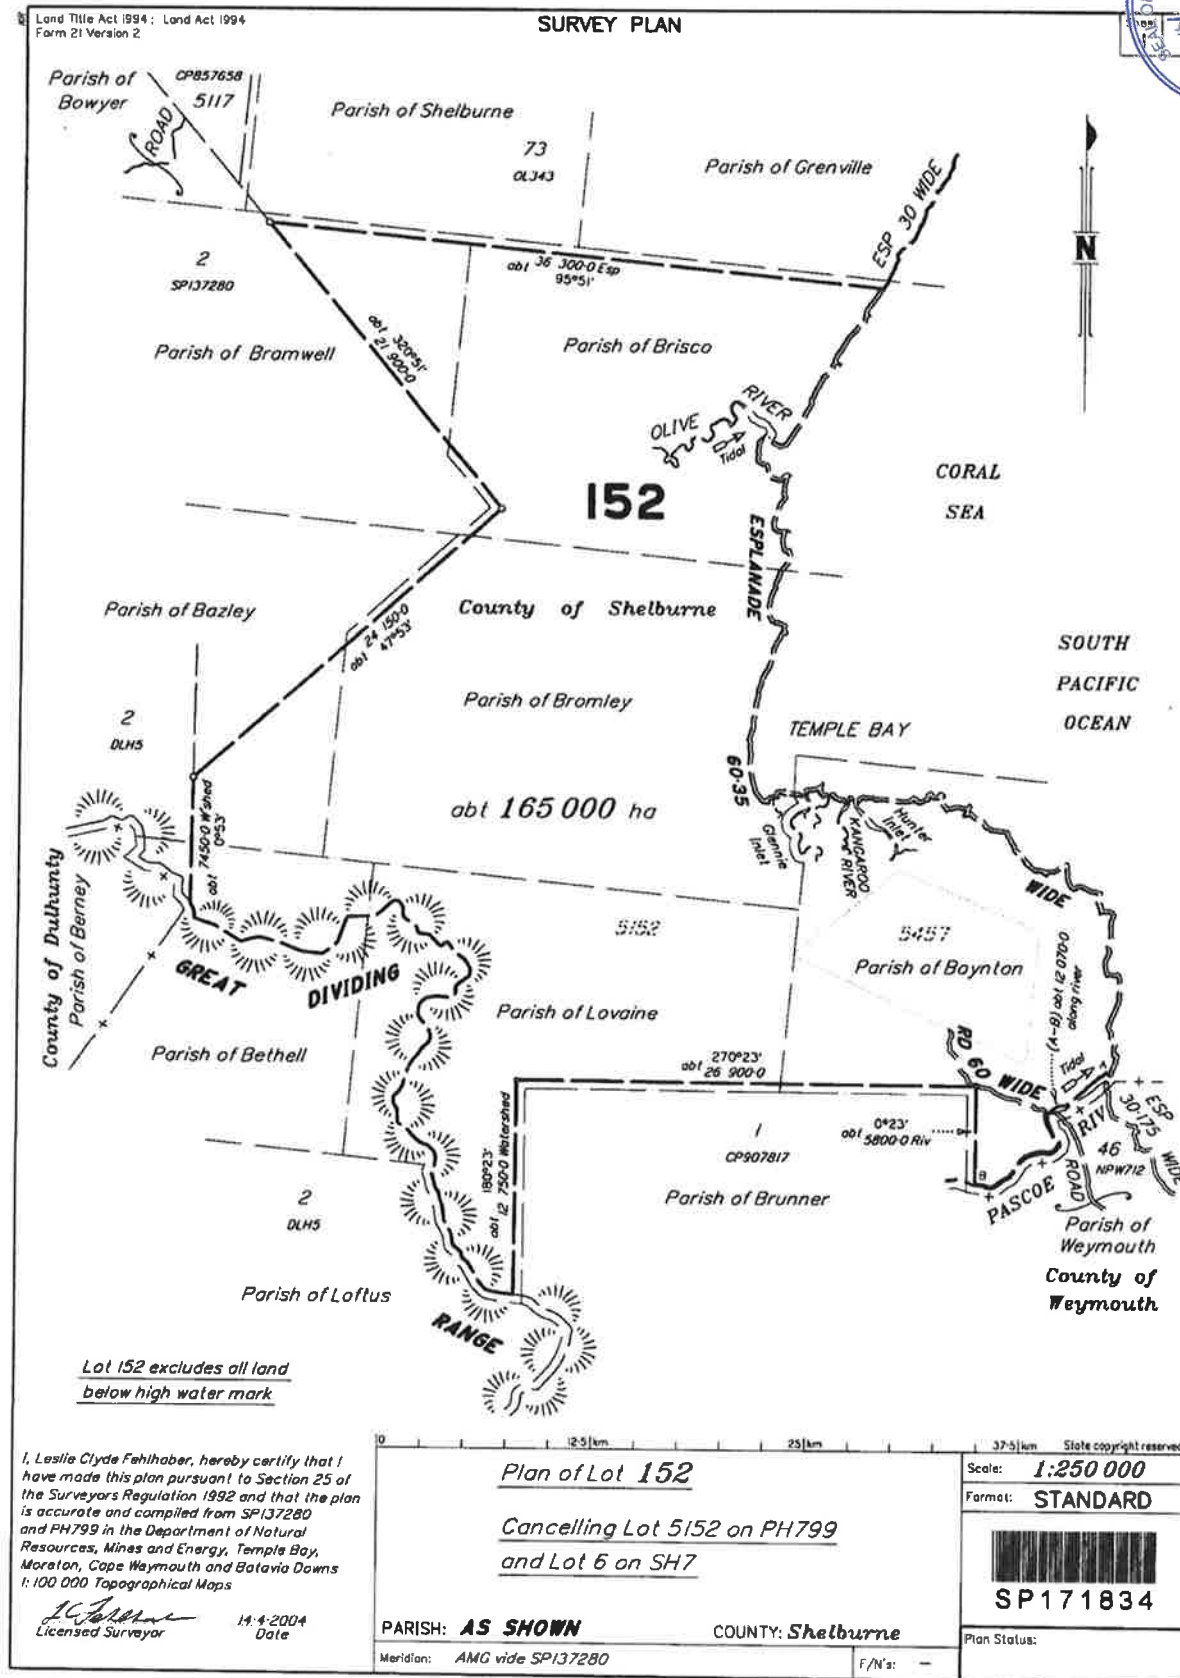 Land Title Act 1994 ; Land Act 1994
Form 21 Version 2
SURVEY PLAN
Parish of
Bowyer
CP857658
5117
ROAD
Parish of Shelburne
73
OL343
Parish of Grenville
ESP 30 WIDE
N
2
SP137280
abt 36 300·0 Esp
95°51'
Parish of Bramwell
abt 320°51'
21 900·0
Parish of Brisco
OLIVE
RIVER
Tidal
CORAL
SEA
152
ESPLANADE
Parish of Bazley
County of Shelburne
abt 24 150·0
47°53'
SOUTH
PACIFIC
OCEAN
Parish of Bromley
2
DLH5
TEMPLE BAY
60·35
abt 165 000 ha
Glennie
Inlet
KANGAROO
RIVER
Hunter
Inlet
WIDE
abt 7450·0 W'shed
0°53'
County of Dulhunty
Parish of Berney
GREAT
DIVIDING
5152
5457
Parish of Boynton
(A-B) abt 12 070·0
along river
Parish of Lovaine
Parish of Bethell
270°23'
abt 26 900·0
RD 60 WIDE
Tidal
ESP
30·175
WIDE
180°23'
abt 12 750·0 Watershed
1
CP907817
0°23'
abt 5800·0 Riv
B
PASCOE
RIV
ROAD
46
NPW712
2
DLH5
Parish of Brunner
Parish of
Weymouth
County of
Weymouth
Parish of Loftus
RANGE
Lot 152 excludes all land
below high water mark
0 12·5 km 25 km 37·5 km State copyright reserved
I, Leslie Clyde Fehlhaber, hereby certify that I
have made this plan pursuant to Section 25 of
the Surveyors Regulation 1992 and that the plan
is accurate and compiled from SP137280
and PH799 in the Department of Natural
Resources, Mines and Energy, Temple Bay,
Moreton, Cape Weymouth and Batavia Downs
1:100 000 Topographical Maps
Licensed Surveyor
14·4·2004
Date
Plan of Lot 152
Cancelling Lot 5152 on PH799
and Lot 6 on SH7
PARISH: AS SHOWN
COUNTY: Shelburne
Meridian: AMG vide SP137280
F/N's: —
Scale: 1:250 000
Format: STANDARD
SP171834
Plan Status: